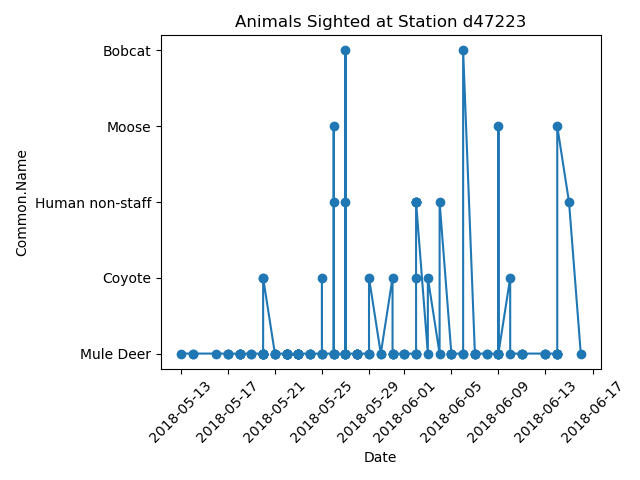 Animals Sighted at Station d47223
Common.Name
Bobcat
Moose
Human non-staff
Coyote
Mule Deer
2018-05-13
2018-05-17
2018-05-21
2018-05-25
2018-05-29
2018-06-01
2018-06-05
2018-06-09
2018-06-13
2018-06-17
Date